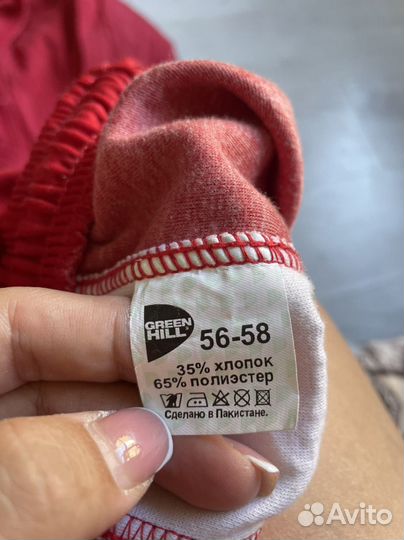 GREEN
HILL
56-58
35% хлопок
65% полиэстер
Сделано в Пакистане.
Avito